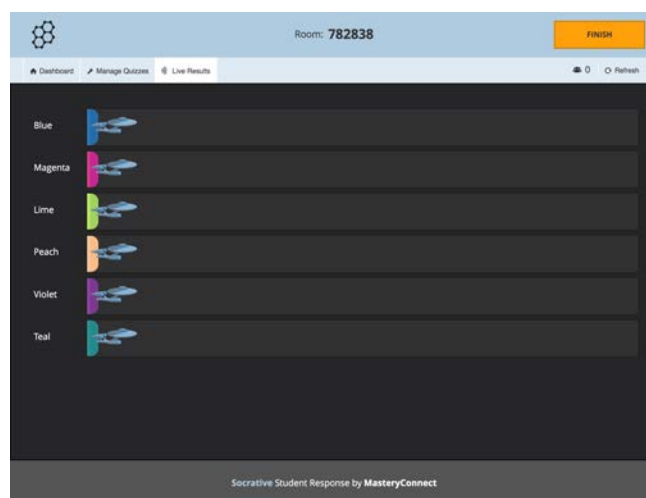 Room: 782838
FINISH
Dashboard Manage Quizzes Live Results 0 Refresh
Blue
Magenta
Lime
Peach
Violet
Teal
Socrative Student Response by MasteryConnect